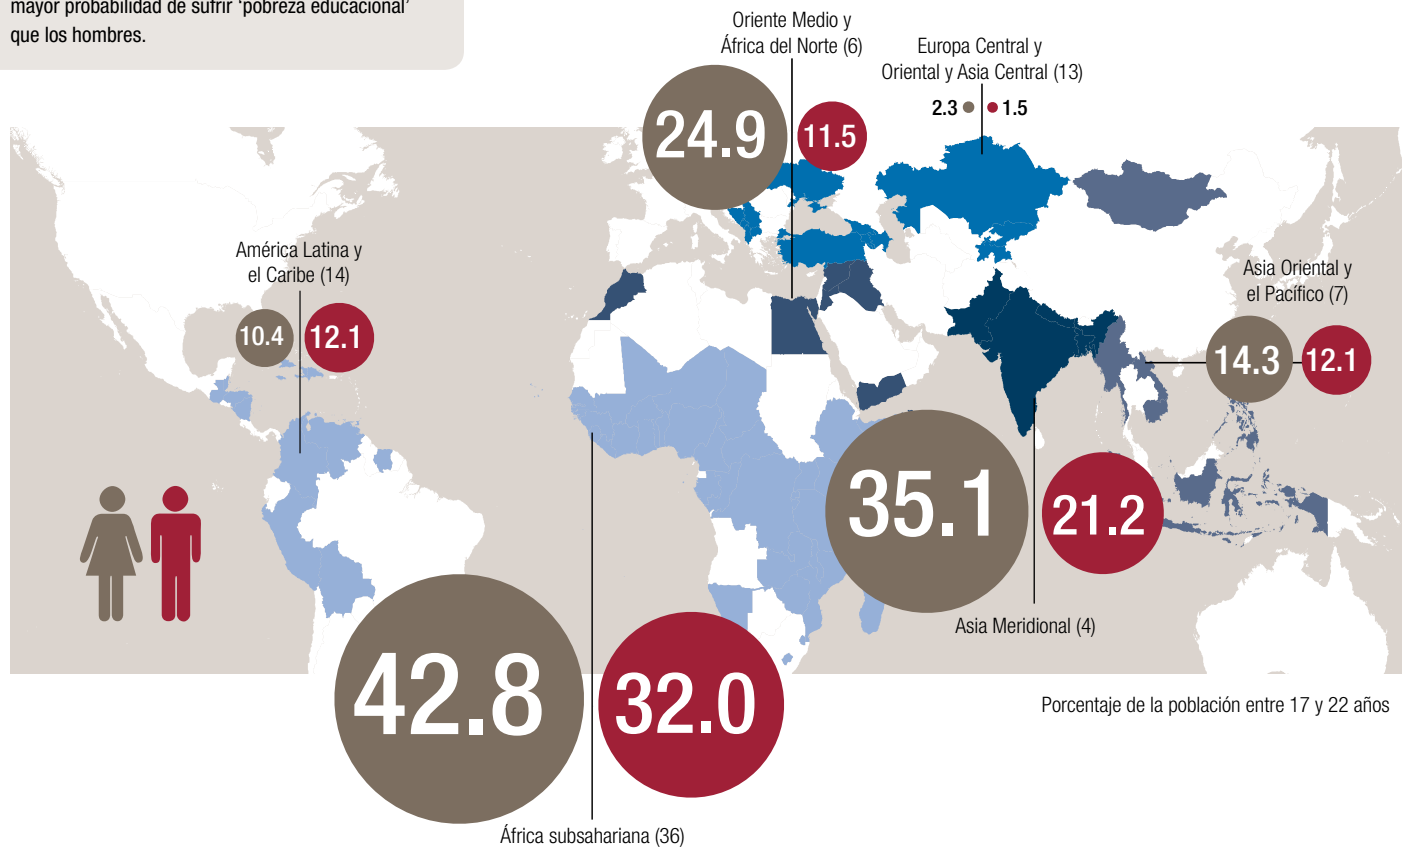 mayor probabilidad de sufrir ‘pobreza educacional’
que los hombres.
Oriente Medio y
África del Norte (6)
24.9
11.5
Europa Central y
Oriental y Asia Central (13)
2.3
1.5
América Latina y
el Caribe (14)
10.4
12.1
Asia Oriental y
el Pacífico (7)
14.3
12.1
35.1
21.2
Asia Meridional (4)
42.8
32.0
África subsahariana (36)
Porcentaje de la población entre 17 y 22 años